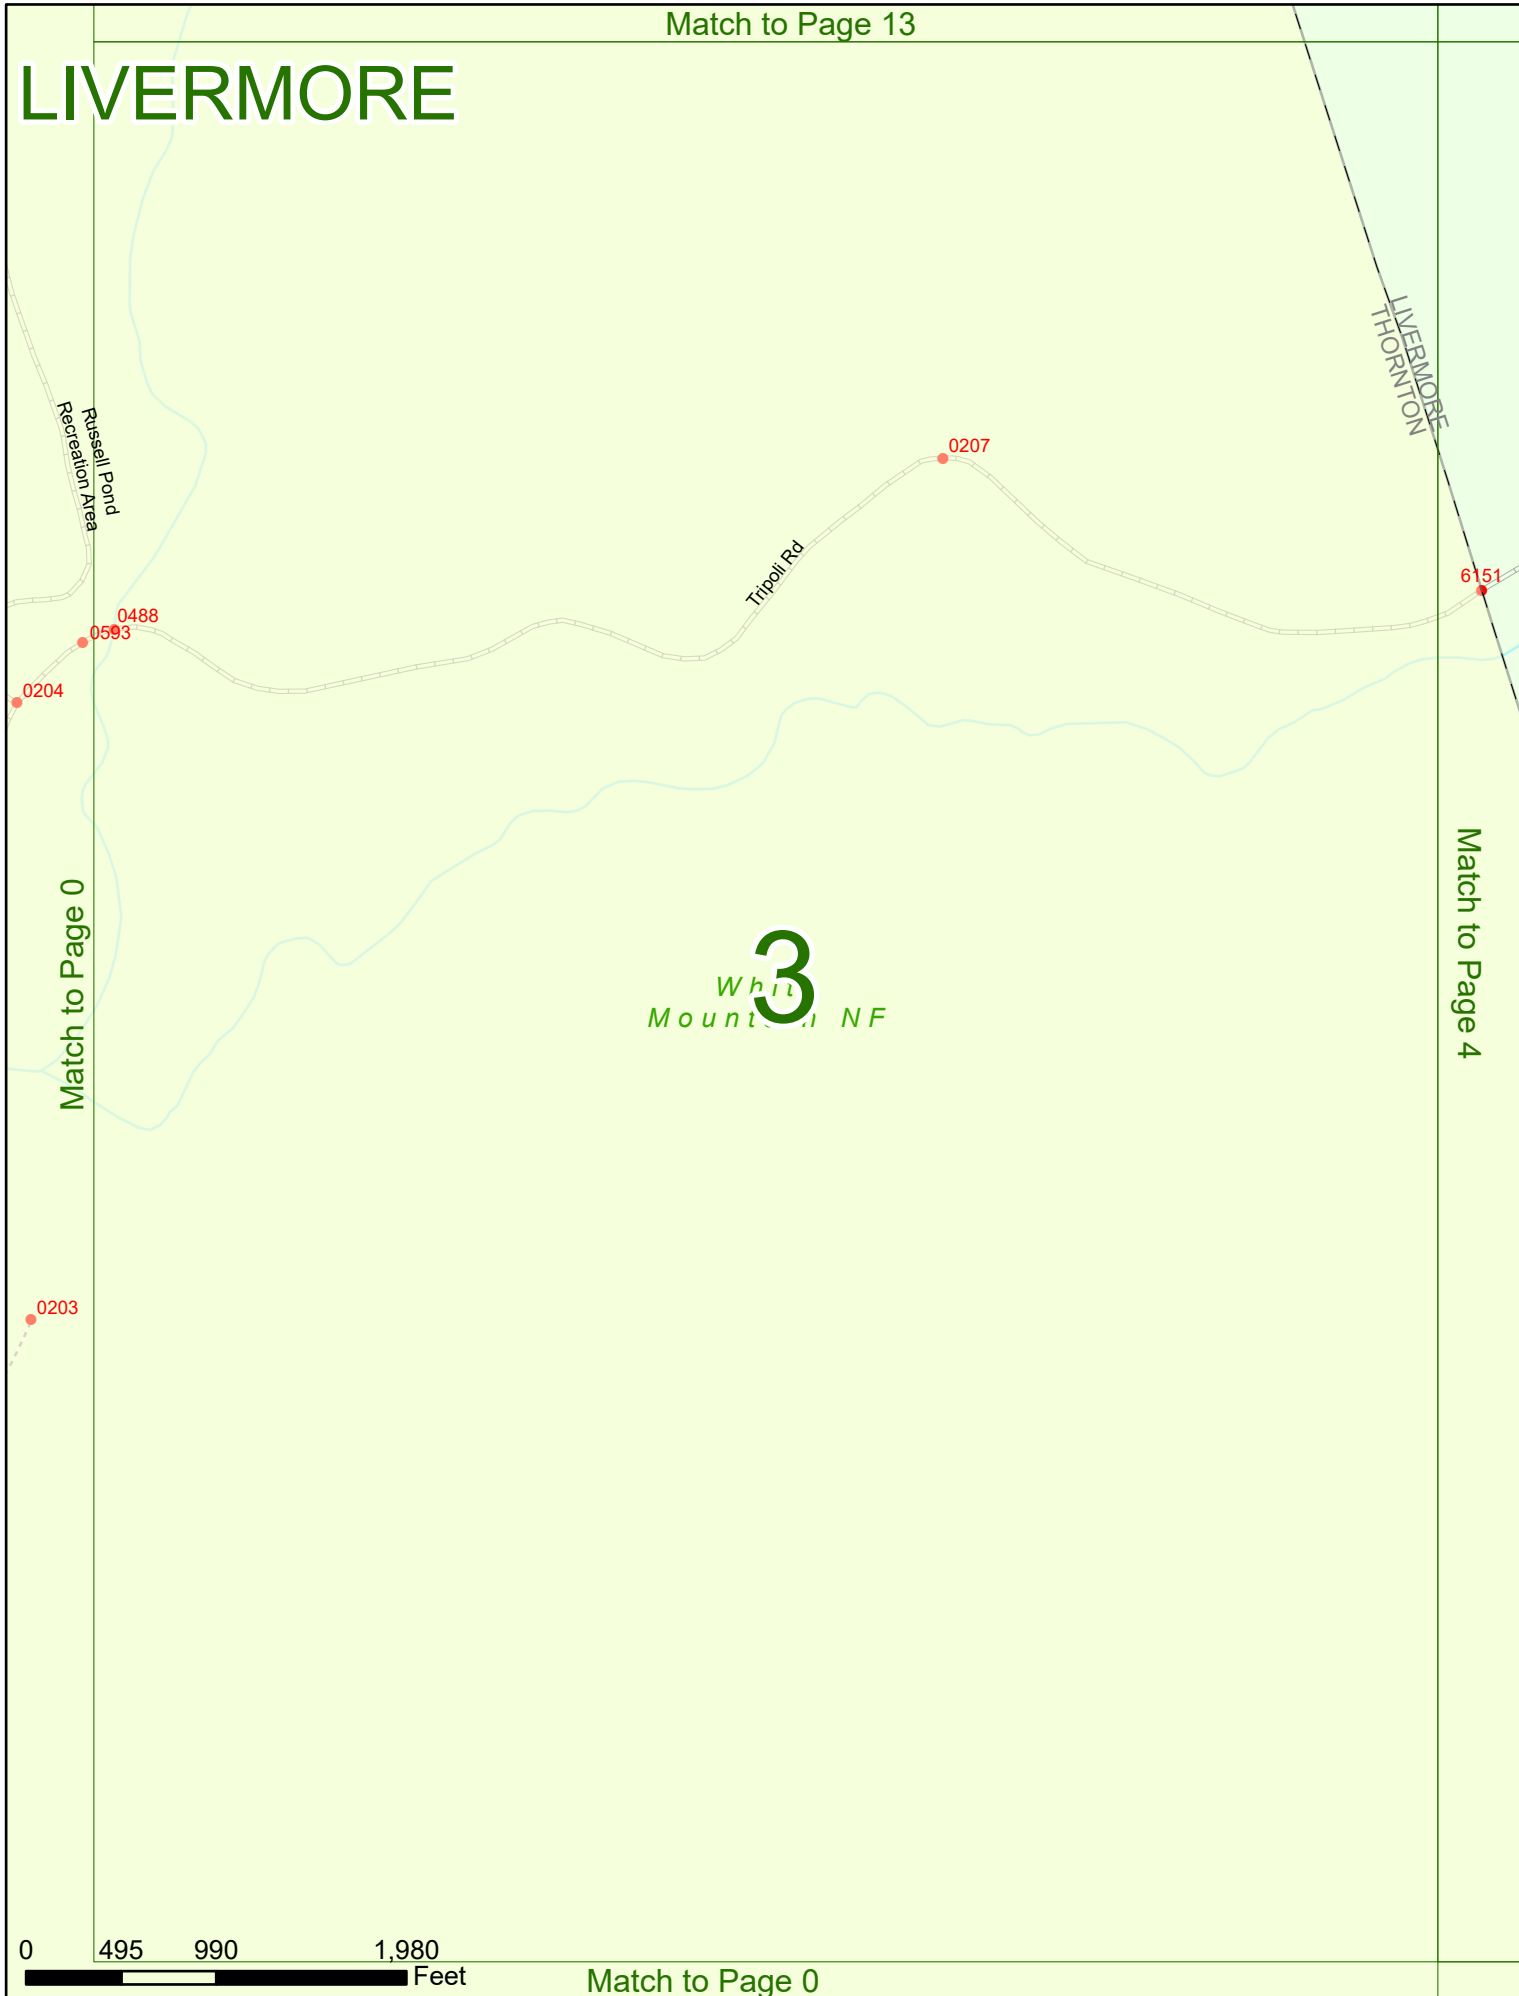 Match to Page 13
LIVERMORE
LIVERMORE
THORNTON
Russell Pond
Recreation Area
0207
Tripoli Rd
6151
0488
0593
0204
Match to Page 0
Match to Page 4
3
Mountain NF
0203
0 495 990 1,980
Feet
Match to Page 0